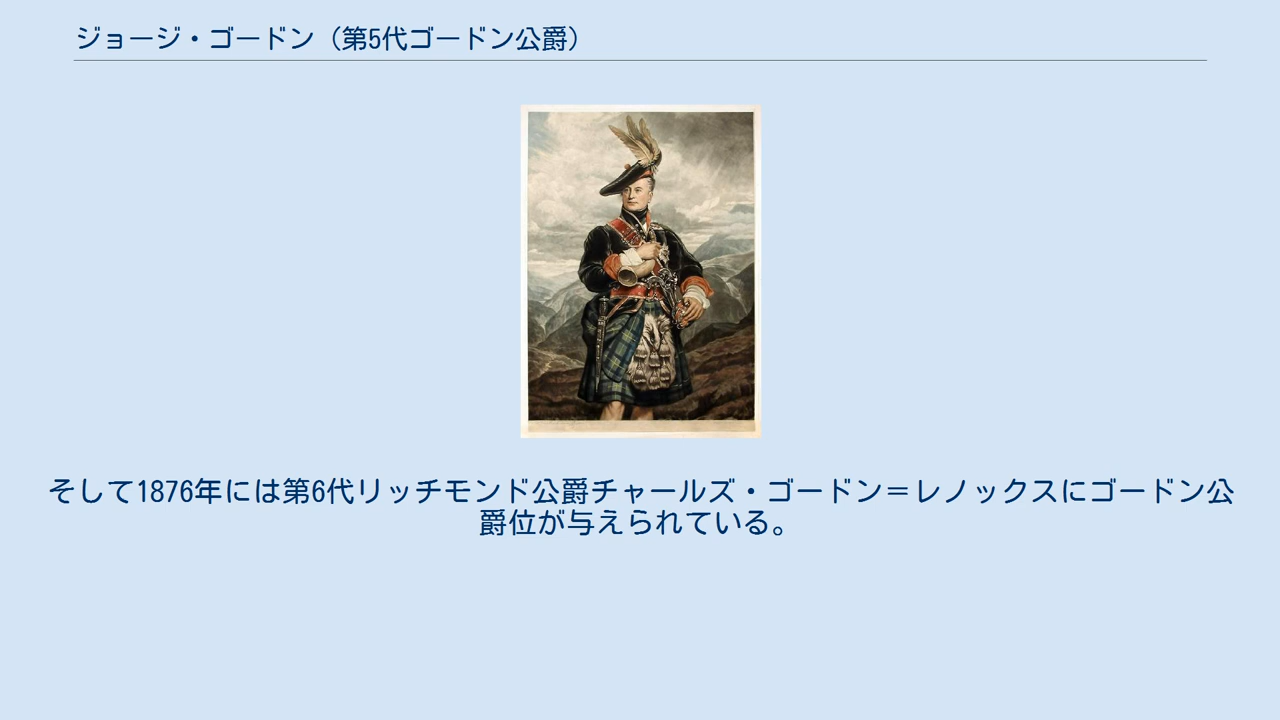 ジョージ・ゴードン（第5代ゴードン公爵）
そして1876年には第6代リッチモンド公爵チャールズ・ゴードン＝レノックスにゴードン公
爵位が与えられている。